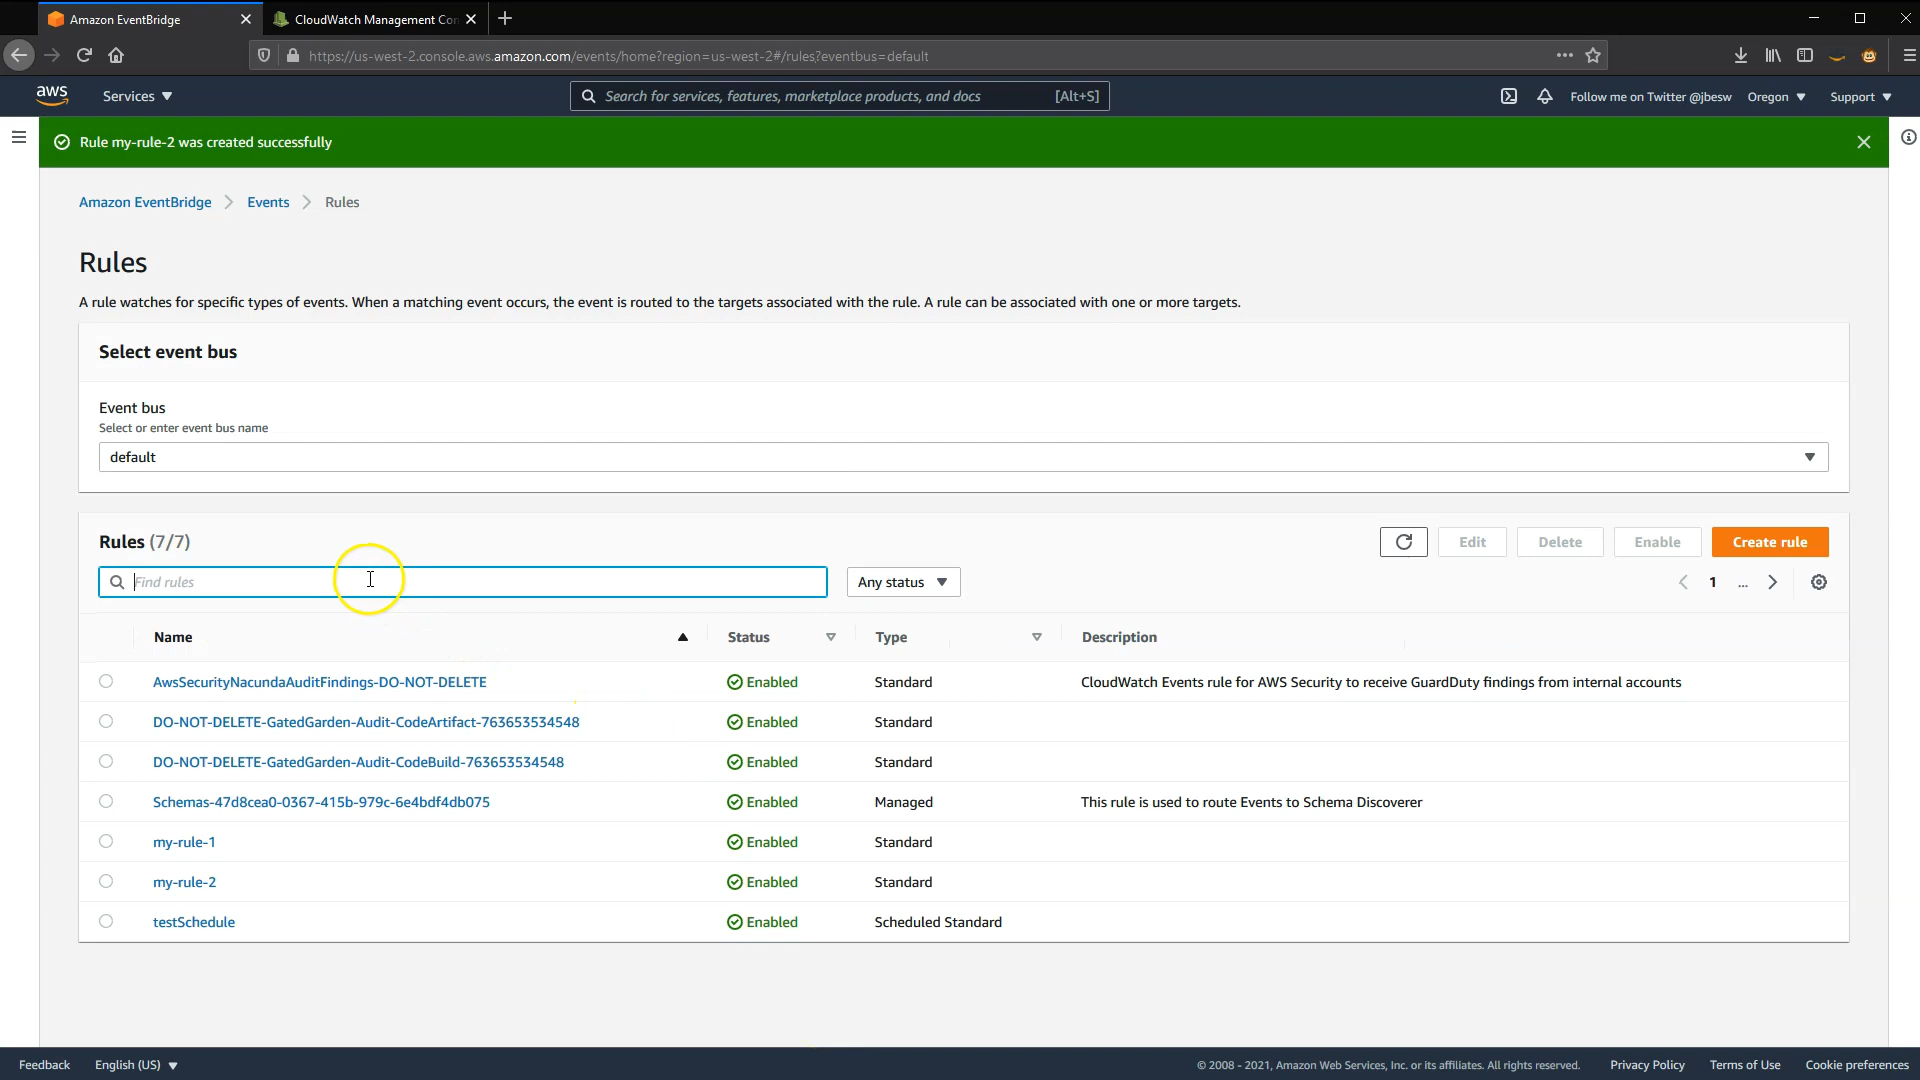 Amazon EventBridge
CloudWatch Management Con
https://us-west-2.console.aws.amazon.com/events/home?region=us-west-2#/rules?eventbus=default
aws
Services
Search for services, features, marketplace products, and docs [Alt+S]
Follow me on Twitter @jbesw
Oregon
Support
Rule my-rule-2 was created successfully
Amazon EventBridge
Events
Rules
Rules
A rule watches for specific types of events. When a matching event occurs, the event is routed to the targets associated with the rule. A rule can be associated with one or more targets.
Select event bus
Event bus
Select or enter event bus name
default
Rules (7/7)
Edit
Delete
Enable
Create rule
Find rules
Any status
1
...
Name Status Type Description
AwsSecurityNacundaAuditFindings-DO-NOT-DELETE Enabled Standard CloudWatch Events rule for AWS Security to receive GuardDuty findings from internal accounts
DO-NOT-DELETE-GatedGarden-Audit-CodeArtifact-763653534548 Enabled Standard
DO-NOT-DELETE-GatedGarden-Audit-CodeBuild-763653534548 Enabled Standard
Schemas-47d8cea0-0367-415b-979c-6e4bdf4db075 Enabled Managed This rule is used to route Events to Schema Discoverer
my-rule-1 Enabled Standard
my-rule-2 Enabled Standard
testSchedule Enabled Scheduled Standard
Feedback
English (US)
© 2008 - 2021, Amazon Web Services, Inc. or its affiliates. All rights reserved.
Privacy Policy
Terms of Use
Cookie preferences